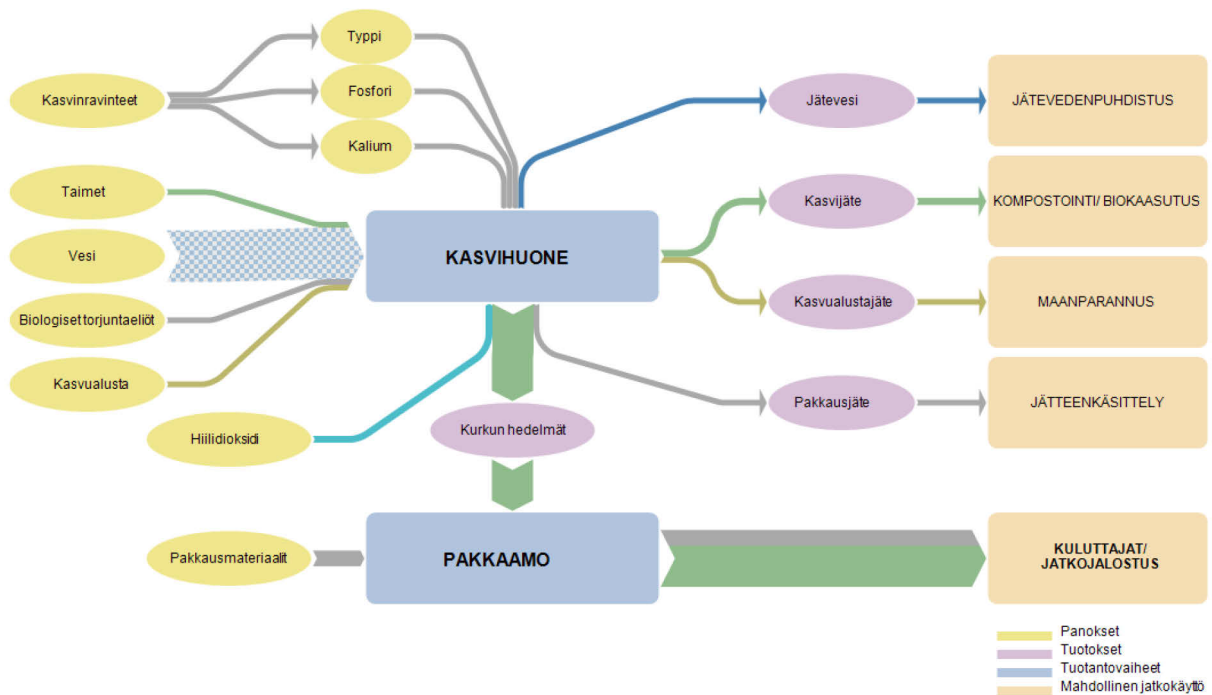 Typpi
Kasvinravinteet
Fosfori
Kalium
Taimet
Vesi
Biologiset torjuntaeliöt
Kasvualusta
Hiilidioksidi
KASVIHUONE
Jätevesi
JÄTEVEDENPUHDISTUS
Kasvijäte
KOMPOSTOINTI/ BIOKAASUTUS
Kasvualustajäte
MAANPARANNUS
Pakkausjäte
JÄTTEENKÄSITTELY
Kurkun hedelmät
Pakkausmateriaalit
PAKKAAMO
KULUTTAJAT/
JATKOJALOSTUS
Panokset
Tuotokset
Tuotantovaiheet
Mahdollinen jatkokäyttö